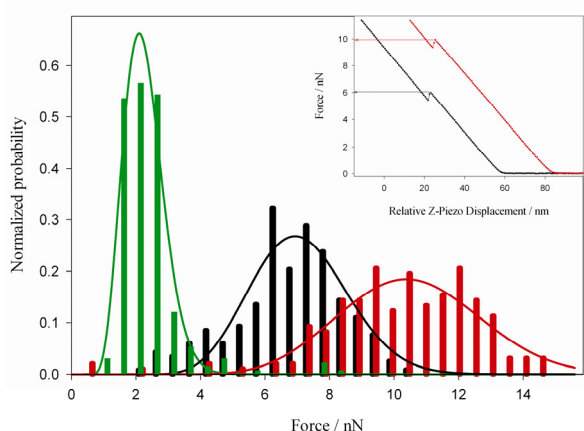 0.6
0.5
0.4
0.3
0.2
0.1
0.0
Normalized probability
0 2 4 6 8 10 12 14
Force / nN
10
8
6
4
2
0
Force / nN
0 20 40 60 80
Relative Z-Piezo Displacement / nm